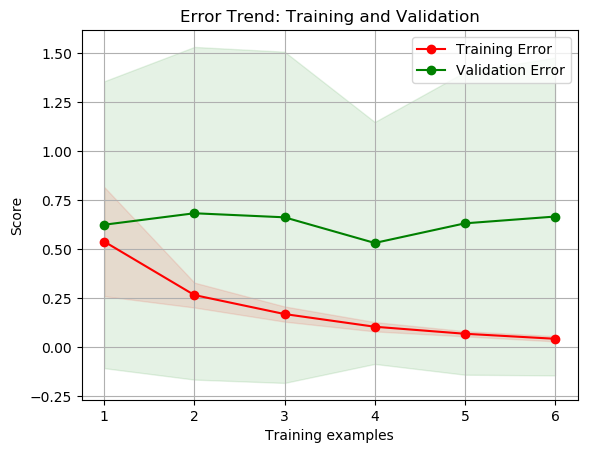 Error Trend: Training and Validation
Training Error
Validation Error
1.50
1.25
1.00
0.75
0.50
0.25
0.00
−0.25
Score
1 2 3 4 5 6
Training examples